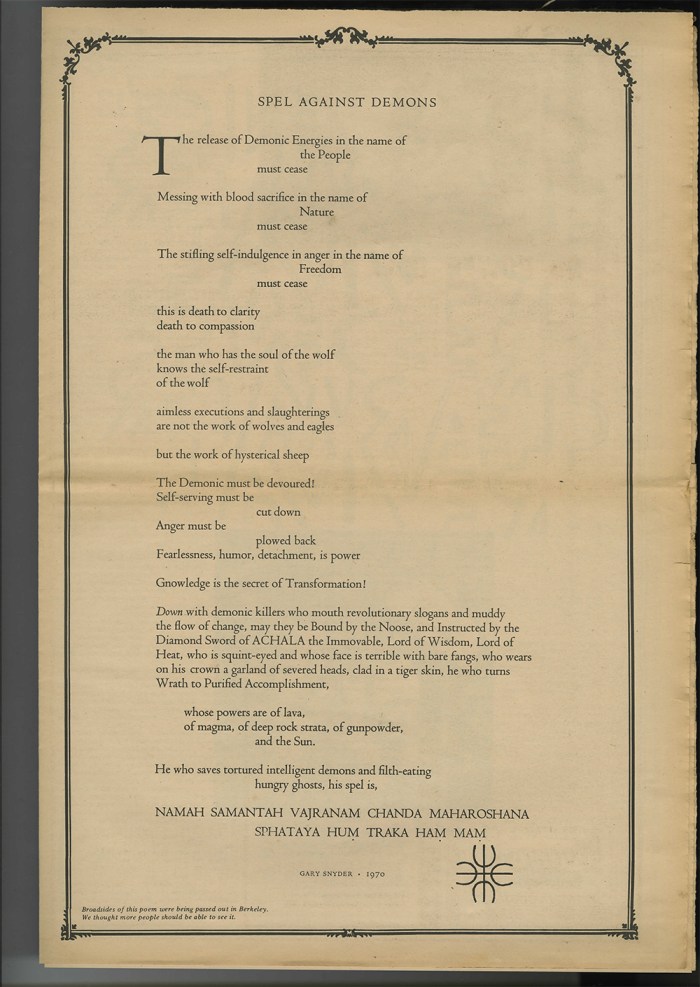 SPEL AGAINST DEMONS
The release of Demonic Energies in the name of
the People
must cease
Messing with blood sacrifice in the name of
Nature
must cease
The stifling self-indulgence in anger in the name of
Freedom
must cease
this is death to clarity
death to compassion
the man who has the soul of the wolf
knows the self-restraint
of the wolf
aimless executions and slaughterings
are not the work of wolves and eagles
but the work of hysterical sheep
The Demonic must be devoured!
Self-serving must be
cut down
Anger must be
plowed back
Fearlessness, humor, detachment, is power
Gnowledge is the secret of Transformation!
Down with demonic killers who mouth revolutionary slogans and muddy
the flow of change, may they be Bound by the Noose, and Instructed by the
Diamond Sword of ACHALA the Immovable, Lord of Wisdom, Lord of
Heat, who is squint-eyed and whose face is terrible with bare fangs, who wears
on his crown a garland of severed heads, clad in a tiger skin, he who turns
Wrath to Purified Accomplishment,
whose powers are of lava,
of magma, of deep rock strata, of gunpowder,
and the Sun.
He who saves tortured intelligent demons and filth-eating
hungry ghosts, his spel is,
NAMAH SAMANTAH VAJRANAM CHANDA MAHAROSHANA
SPHATAYA HUṂ TRAKA HAṂ MAṂ
GARY SNYDER · 1970
Broadsides of this poem were being passed out in Berkeley.
We thought more people should be able to see it.